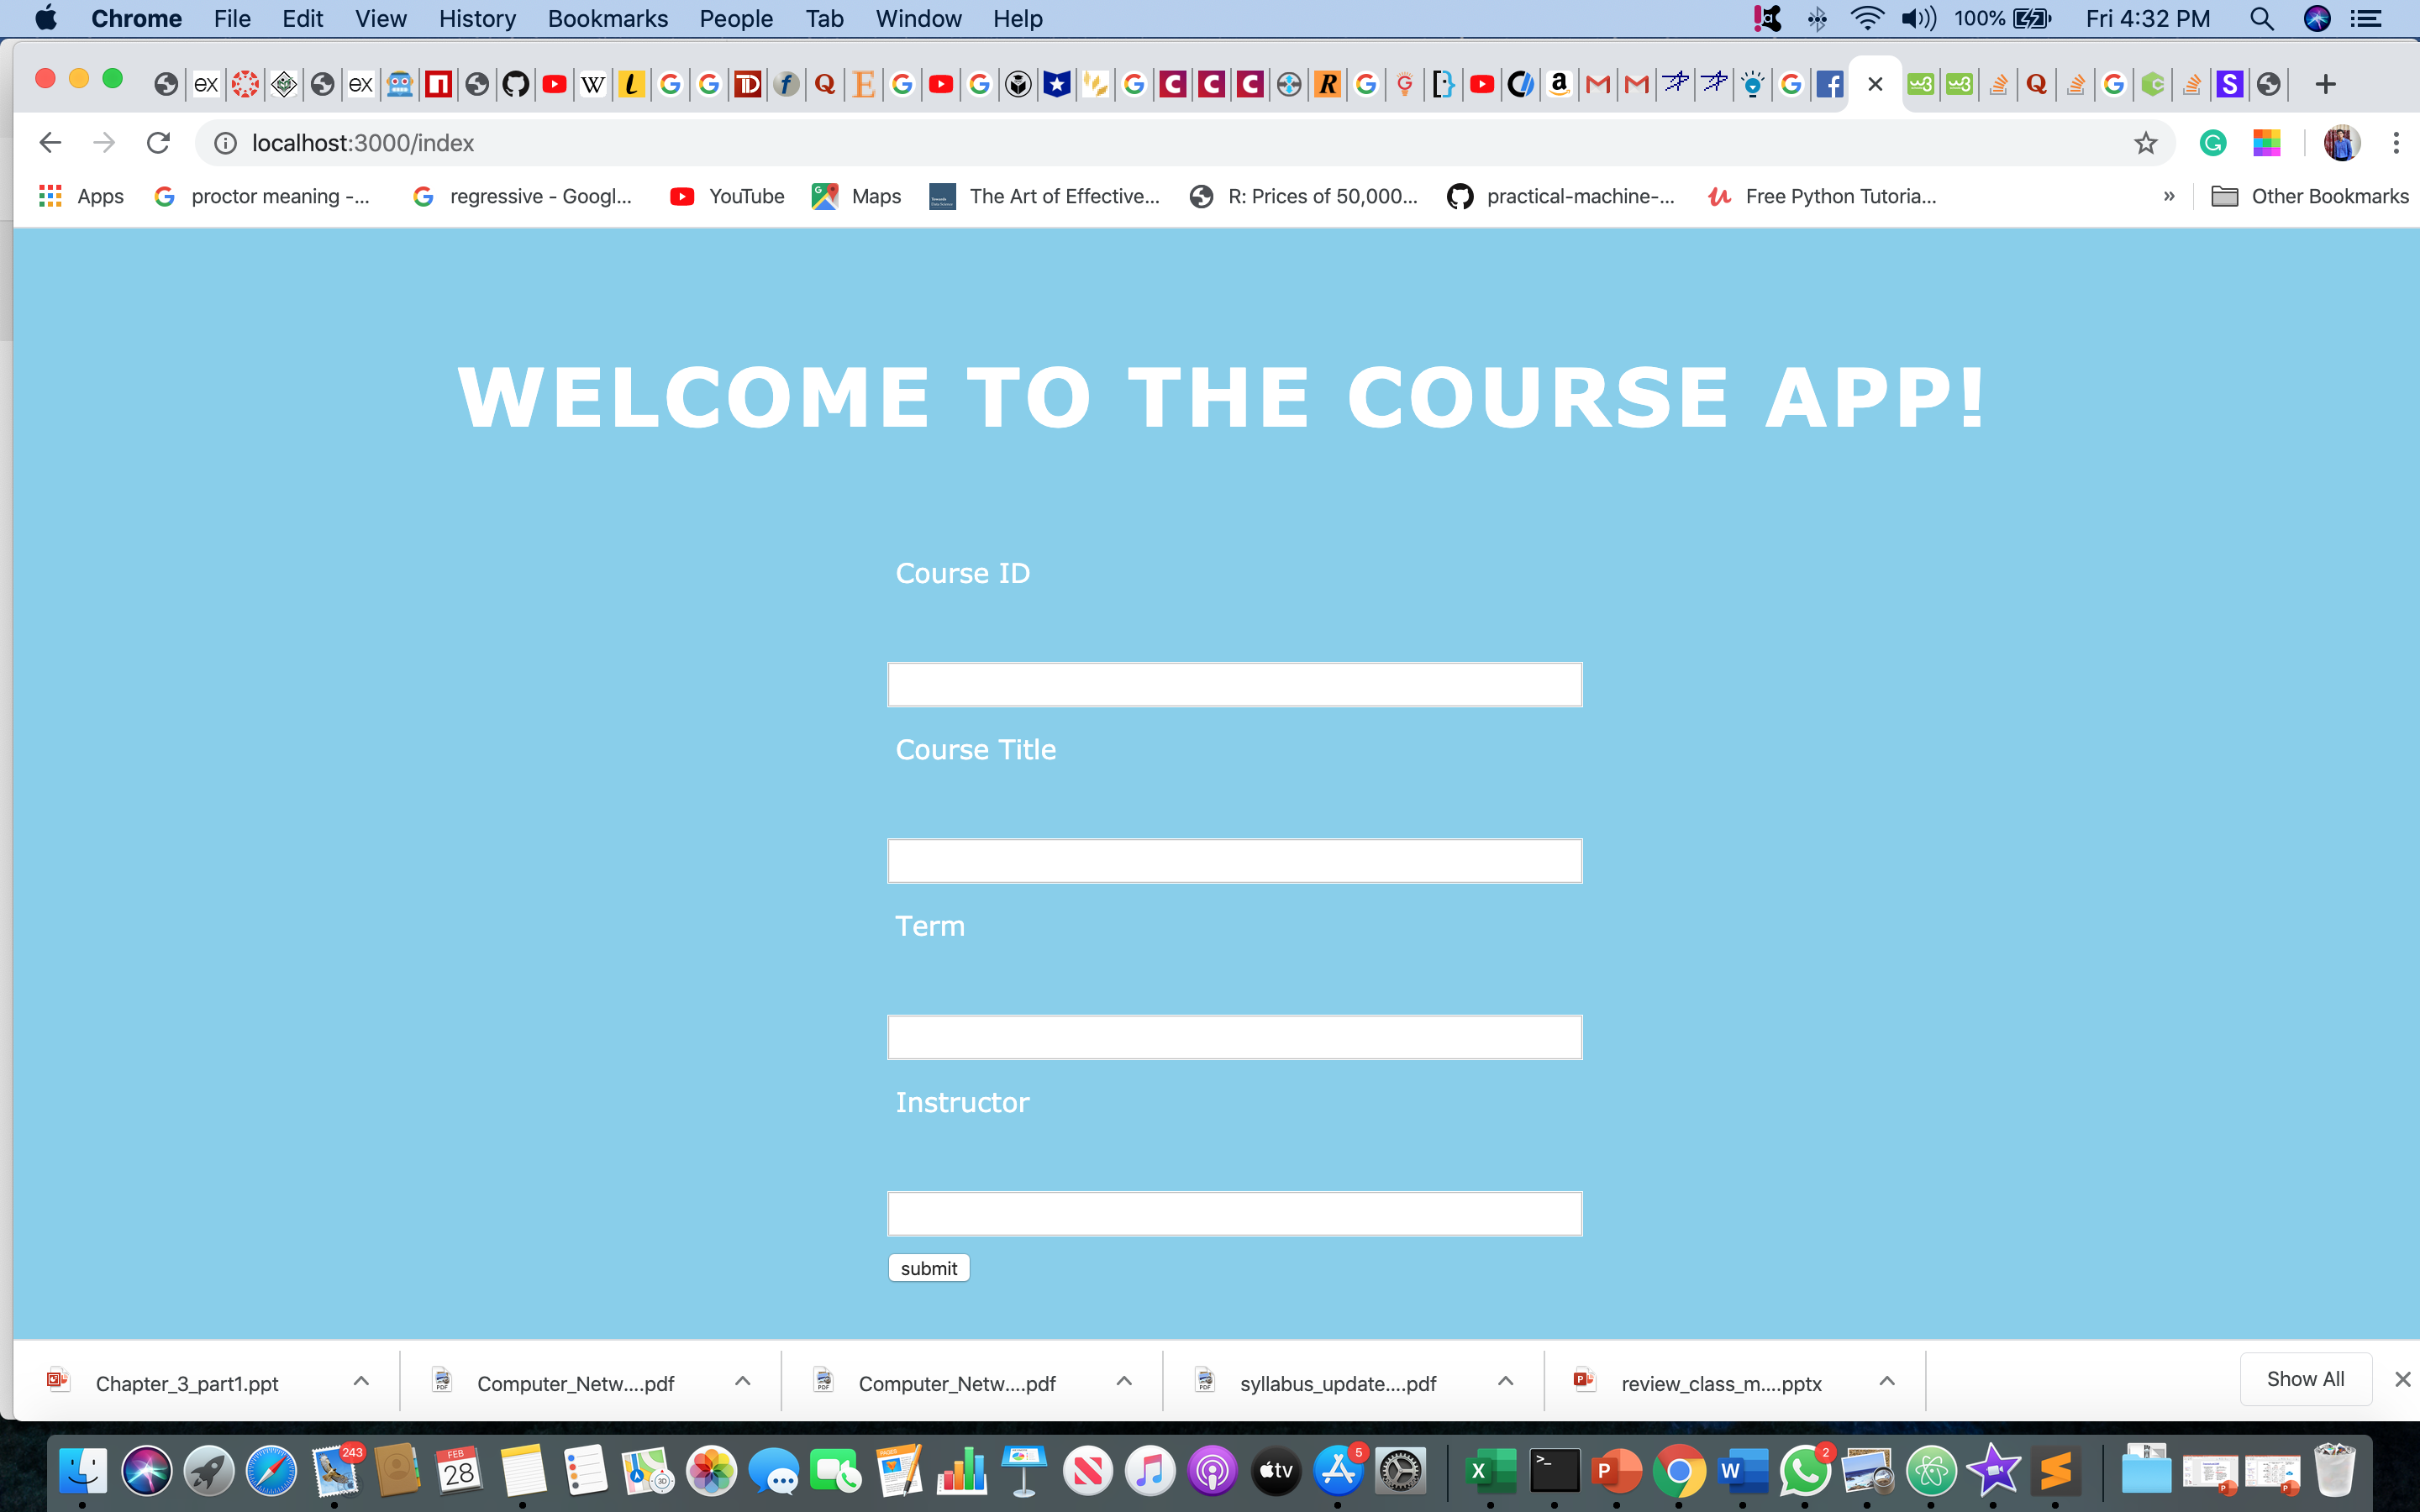 Chrome File Edit View History Bookmarks People Tab Window Help 100% Fri 4:32 PM
localhost:3000/index
Apps proctor meaning -... regressive - Googl... YouTube Maps The Art of Effective... R: Prices of 50,000... practical-machine-... Free Python Tutoria... » Other Bookmarks
WELCOME TO THE COURSE APP!
Course ID
Course Title
Term
Instructor
submit
Chapter_3_part1.ppt Computer_Netw....pdf Computer_Netw....pdf syllabus_update....pdf review_class_m....pptx Show All
243 FEB 28 tv 5 2